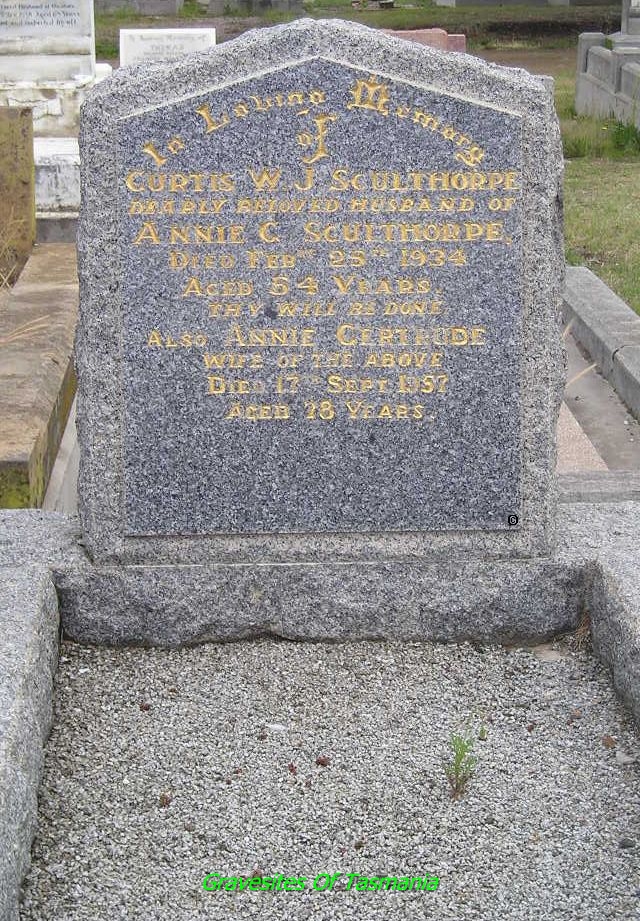 In Loving Memory
of
CURTIS W. J. SCULTHORPE
DEARLY BELOVED HUSBAND OF
ANNIE G. SCULTHORPE.
DIED FEBRY 25TH 1934
AGED 54 YEARS.
THY WILL BE DONE.
ALSO ANNIE GERTRUDE
WIFE OF THE ABOVE
DIED 17TH SEPT 1957
AGED 78 YEARS.
Gravesites Of Tasmania